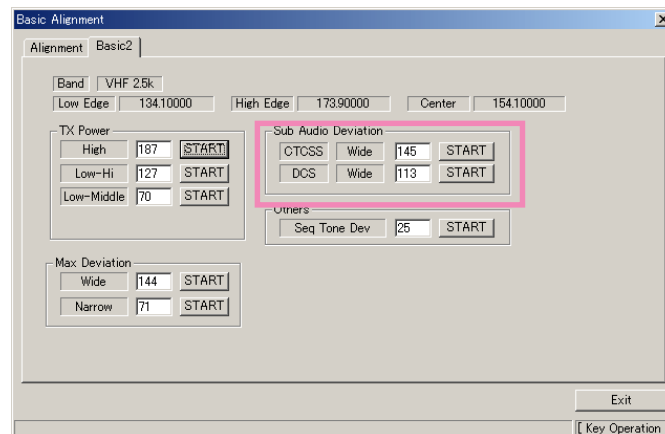 Basic Alignment
Alignment Basic2
Band VHF 2.5k
Low Edge 134.10000 High Edge 173.90000 Center 154.10000
TX Power
High 187 START
Low-Hi 127 START
Low-Middle 70 START
Sub Audio Deviation
CTCSS Wide 145 START
DCS Wide 113 START
Others
Seq Tone Dev 25 START
Max Deviation
Wide 144 START
Narrow 71 START
Exit
[ Key Operation